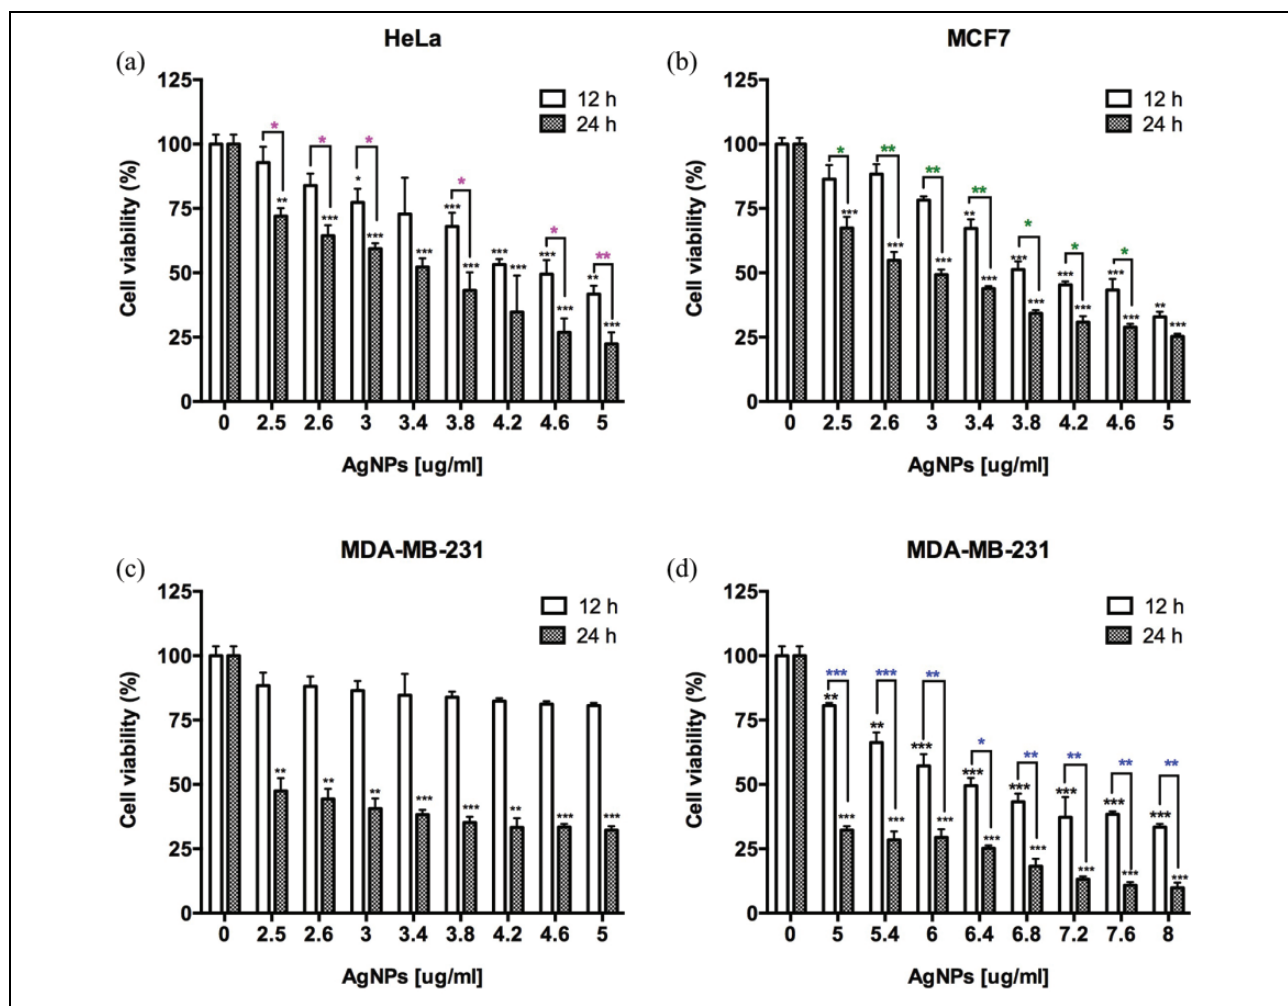 HeLa
(a)
125
100
75
50
25
0
Cell viability (%)
12 h
24 h
* * * * * **
* *** *** *** **
** *** *** *** *** *** *** ***
0 2.5 2.6 3 3.4 3.8 4.2 4.6 5
AgNPs [ug/ml]
MCF7
(b)
125
100
75
50
25
0
Cell viability (%)
12 h
24 h
* ** ** ** * * *
** *** *** *** **
*** *** *** *** *** *** *** ***
0 2.5 2.6 3 3.4 3.8 4.2 4.6 5
AgNPs [ug/ml]
MDA-MB-231
(c)
125
100
75
50
25
0
Cell viability (%)
12 h
24 h
** ** ** *** *** ** *** ***
0 2.5 2.6 3 3.4 3.8 4.2 4.6 5
AgNPs [ug/ml]
MDA-MB-231
(d)
125
100
75
50
25
0
Cell viability (%)
12 h
24 h
*** *** ** * ** ** ** **
** ** *** *** *** *** *** ***
*** *** *** *** *** *** *** ***
0 5 5.4 6 6.4 6.8 7.2 7.6 8
AgNPs [ug/ml]